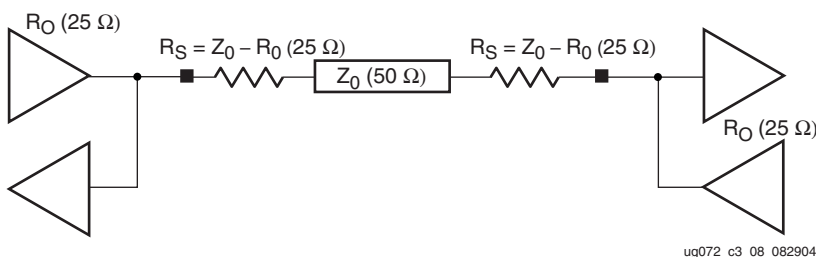 R_O (25 Ω)
R_S = Z_0 – R_0 (25 Ω)
R_S = Z_0 – R_0 (25 Ω)
Z_0 (50 Ω)
R_O (25 Ω)
ug072_c3_08_082904